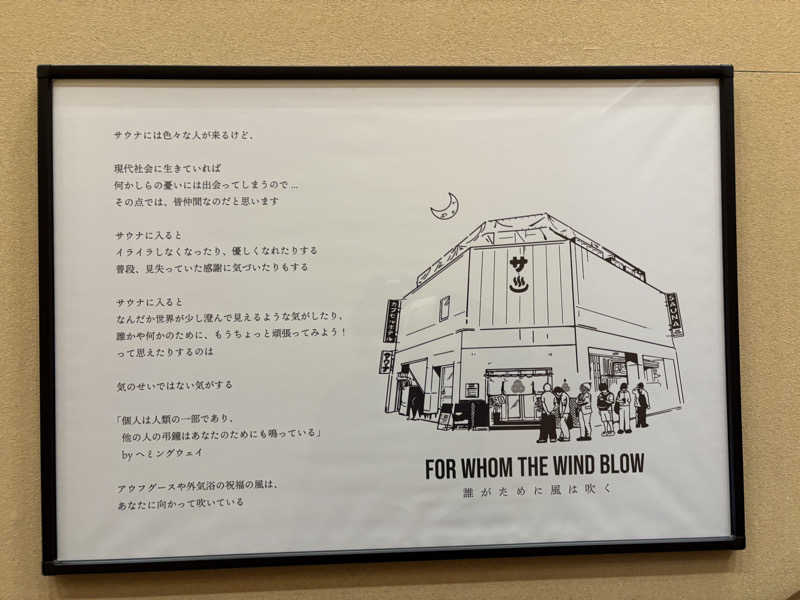 サウナには色々な人が来るけど、
現代社会に生きていれば
何かしらの憂いには出会ってしまうので...
その点では、皆仲間なのだと思います
サウナに入ると
イライラしなくなったり、優しくなれたりする
普段、見失っていた感謝に気づいたりもする
サウナに入ると
なんだか世界が少し澄んで見えるような気がしたり、
誰かや何かのために、もうちょっと頑張ってみよう！
って思えたりするのは
気のせいではない気がする
「個人は人類の一部であり、
他の人の弔鐘はあなたのためにも鳴っている」
by ヘミングウェイ
アウフグースや外気浴の祝福の風は、
あなたに向かって吹いている
サ
カプセルホテル
サウナ
SAUNA
FOR WHOM THE WIND BLOW
誰がために風は吹く